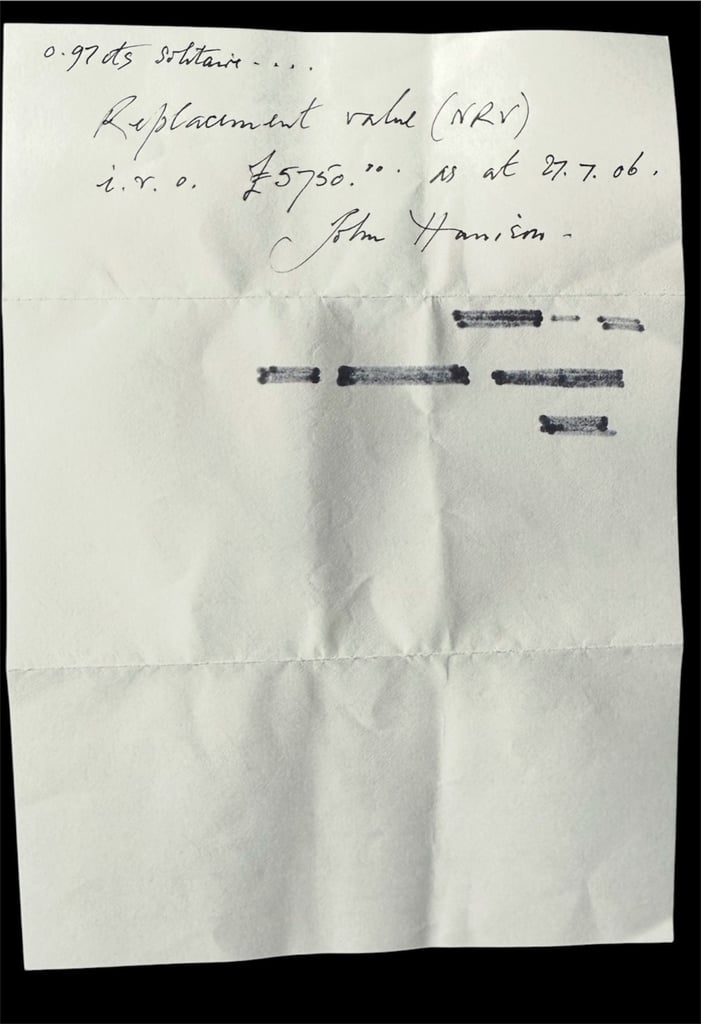 0.97cts solitaire....
Replacement value (NRV)
i.r.o. £5750.00. as at 27.7.06.
John Harrison-